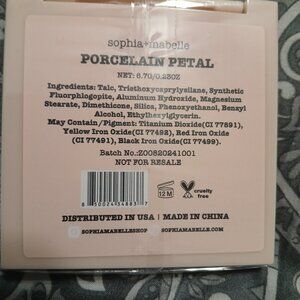 sophia+mabelle
PORCELAIN PETAL
NET: 6.70/0.23OZ
Ingredients: Talc, Triethoxycaprylylsilane, Synthetic
Fluorphlogopite, Aluminum Hydroxide, Magnesium
Stearate, Dimethicone, Silica, Phenoxyethanol, Benzyl
Alcohol, Ethylhexylglycerin.
May Contain/Pigment: Titanium Dioxide(CI 77891),
Yellow Iron Oxide(CI 77492), Red Iron Oxide
(CI 77491), Black Iron Oxide(CI 77499).
Batch No.:Z00820241001
NOT FOR RESALE
12M
cruelty
free
DISTRIBUTED IN USA | MADE IN CHINA
SOPHIAMABELLESHOP
SOPHIAMABELLE.COM